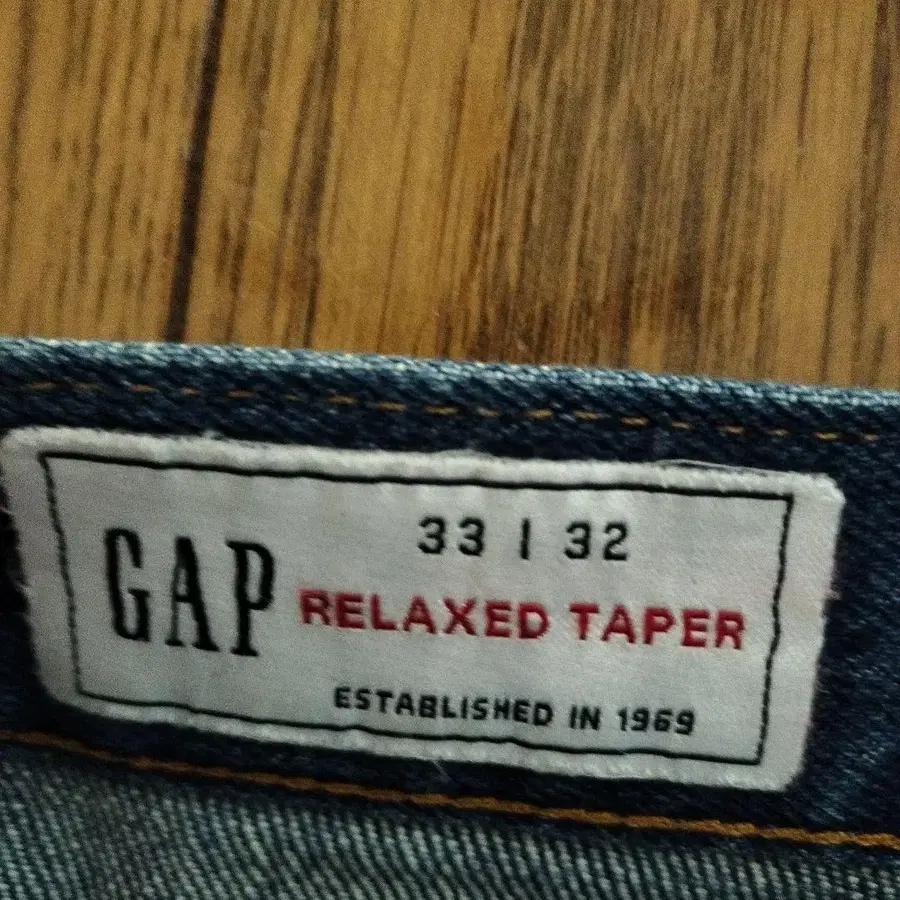 GAP
33 | 32
RELAXED TAPER
ESTABLISHED IN 1969